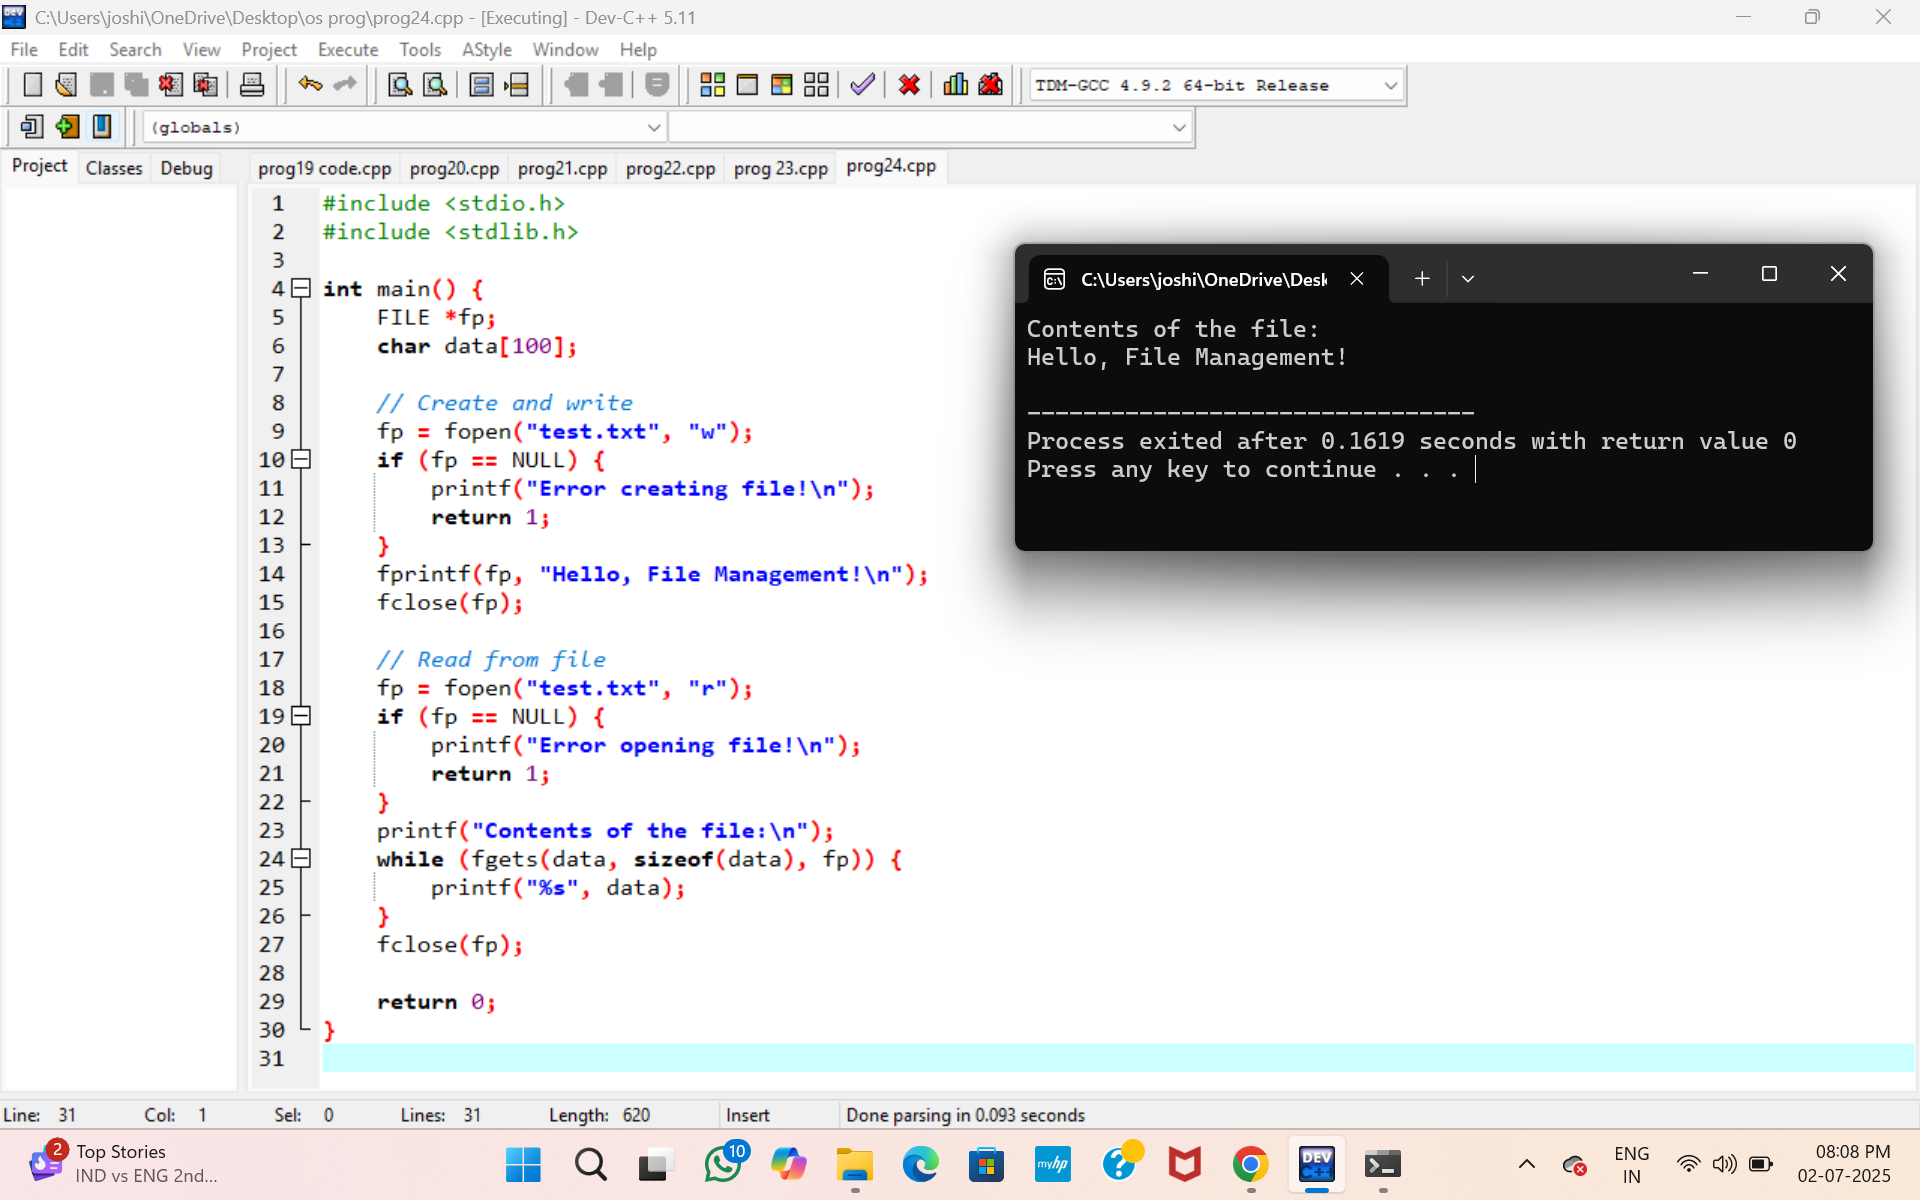 C:\Users\joshi\OneDrive\Desktop\os prog\prog24.cpp - [Executing] - Dev-C++ 5.11
File Edit Search View Project Execute Tools AStyle Window Help
TDM-GCC 4.9.2 64-bit Release
(globals)
Project Classes Debug
prog19 code.cpp prog20.cpp prog21.cpp prog22.cpp prog 23.cpp prog24.cpp
1 #include <stdio.h>
2 #include <stdlib.h>
3
4 int main() {
5 FILE *fp;
6 char data[100];
7
8 // Create and write
9 fp = fopen("test.txt", "w");
10 if (fp == NULL) {
11 printf("Error creating file!\n");
12 return 1;
13 }
14 fprintf(fp, "Hello, File Management!\n");
15 fclose(fp);
16
17 // Read from file
18 fp = fopen("test.txt", "r");
19 if (fp == NULL) {
20 printf("Error opening file!\n");
21 return 1;
22 }
23 printf("Contents of the file:\n");
24 while (fgets(data, sizeof(data), fp)) {
25 printf("%s", data);
26 }
27 fclose(fp);
28
29 return 0;
30 }
31
C:\Users\joshi\OneDrive\Desk
Contents of the file:
Hello, File Management!
--------------------------------
Process exited after 0.1619 seconds with return value 0
Press any key to continue . . .
Line: 31 Col: 1 Sel: 0 Lines: 31 Length: 620 Insert Done parsing in 0.093 seconds
2
Top Stories
IND vs ENG 2nd...
10
myhp
DEV
C++
ENG
IN
08:08 PM
02-07-2025